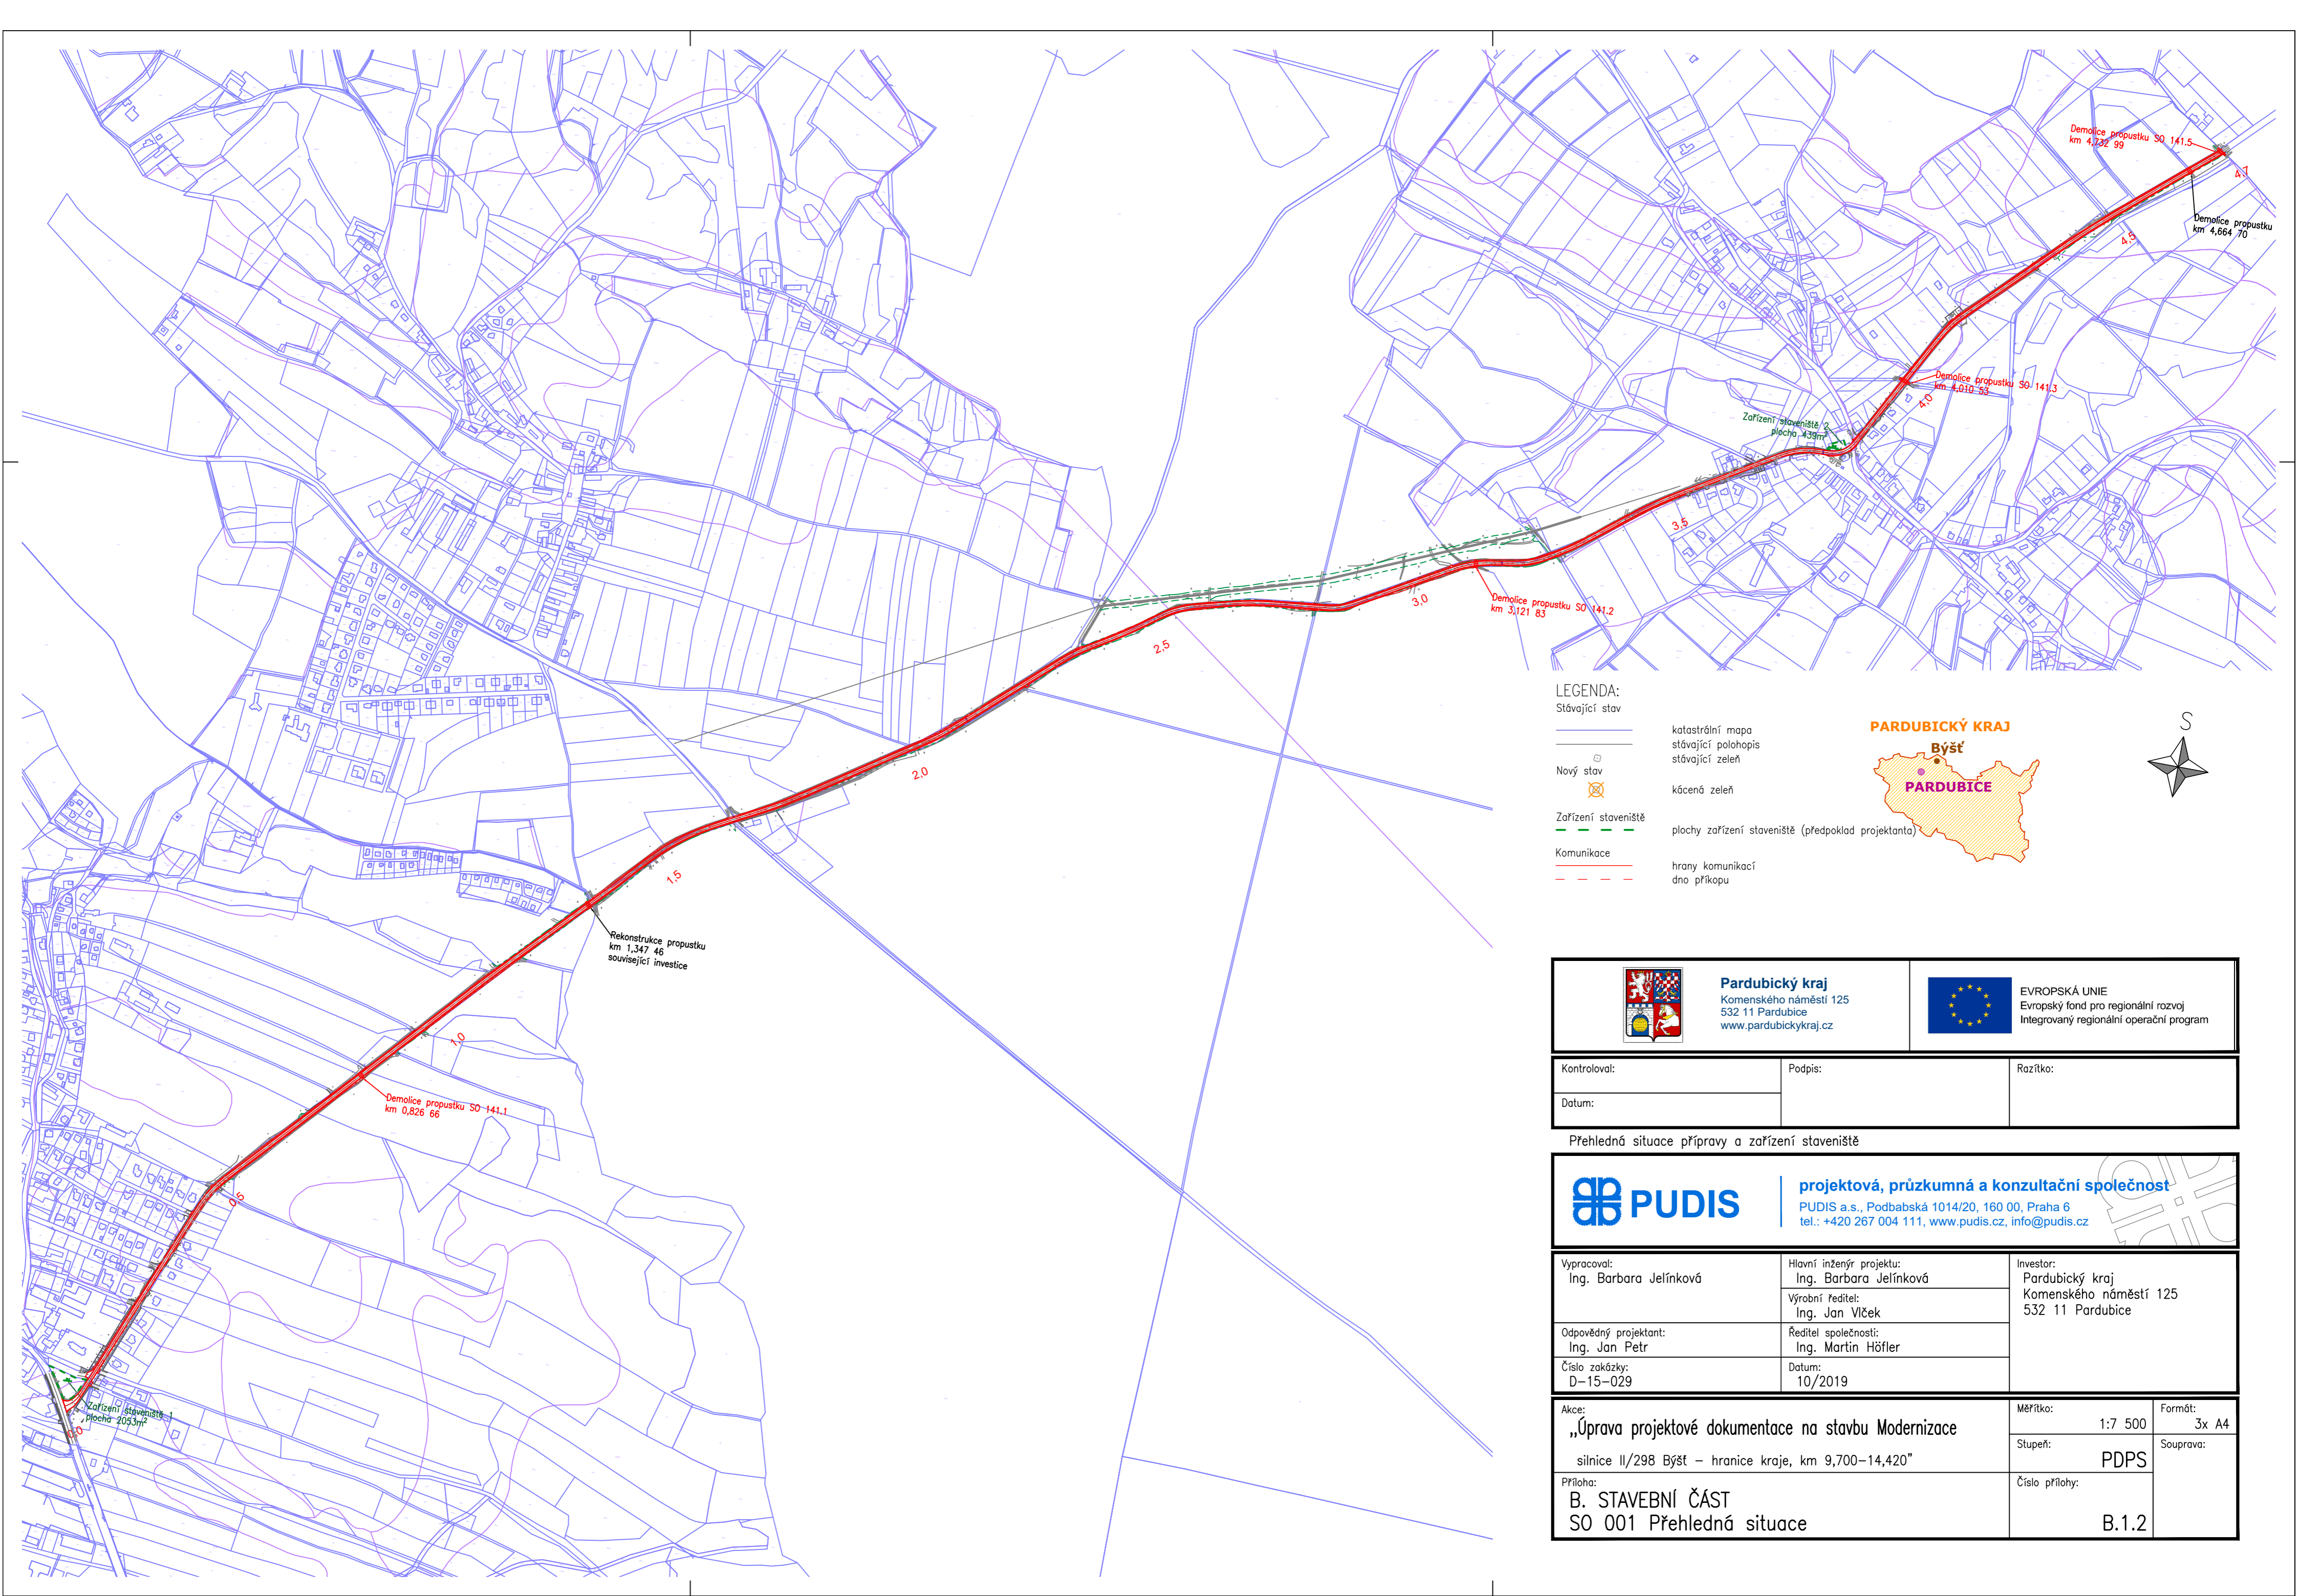 Demolice propustku SO 141.5
km 4,732 99
4,7
Demolice propustku
km 4,664 70
4,5
Demolice propustku SO 141.3
km 4,010 53
4,0
Zařízení staveniště 2
plocha 439m²
3,5
Demolice propustku SO 141.2
km 3,121 83
3,0
2,5
2,0
1,5
Rekonstrukce propustku
km 1,347 46
související investice
1,0
Demolice propustku SO 141.1
km 0,826 66
0,5
Zařízení staveniště 1
plocha 2053m²
0,0
LEGENDA:
Stávající stav
katastrální mapa
stávající polohopis
stávající zeleň
Nový stav
kácená zeleň
Zařízení staveniště
plochy zařízení staveniště (předpoklad projektanta)
Komunikace
hrany komunikací
dno příkopu
PARDUBICKÝ KRAJ
Býšť
PARDUBICE
S
Pardubický kraj
Komenského náměstí 125
532 11 Pardubice
www.pardubickykraj.cz
EVROPSKÁ UNIE
Evropský fond pro regionální rozvoj
Integrovaný regionální operační program
Kontroloval:
Podpis:
Razítko:
Datum:
Přehledná situace přípravy a zařízení staveniště
PUDIS
projektová, průzkumná a konzultační společnost
PUDIS a.s., Podbabská 1014/20, 160 00, Praha 6
tel.: +420 267 004 111, www.pudis.cz, info@pudis.cz
Vypracoval:
Ing. Barbara Jelínková
Hlavní inženýr projektu:
Ing. Barbara Jelínková
Výrobní ředitel:
Ing. Jan Vlček
Investor:
Pardubický kraj
Komenského náměstí 125
532 11 Pardubice
Odpovědný projektant:
Ing. Jan Petr
Ředitel společnosti:
Ing. Martin Höfler
Číslo zakázky:
D-15-029
Datum:
10/2019
Akce:
„Úprava projektové dokumentace na stavbu Modernizace
silnice II/298 Býšť – hranice kraje, km 9,700-14,420"
Měřítko:
1:7 500
Formát:
3x A4
Stupeň:
PDPS
Souprava:
Příloha:
B. STAVEBNÍ ČÁST
SO 001 Přehledná situace
Číslo přílohy:
B.1.2